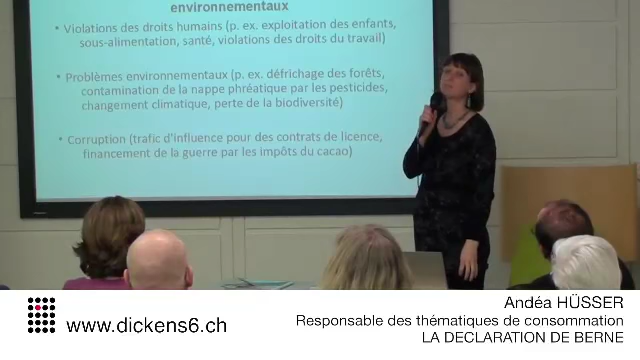 environnementaux
• Violations des droits humains (p. ex. exploitation des enfants,
sous-alimentation, santé, violations des droits du travail)
• Problèmes environnementaux (p. ex. défrichage des forêts,
contamination de la nappe phréatique par les pesticides,
changement climatique, perte de la biodiversité)
• Corruption (trafic d'influence pour des contrats de licence,
financement de la guerre par les impôts du cacao)
Andéa HÜSSER
www.dickens6.ch
Responsable des thématiques de consommation
LA DECLARATION DE BERNE